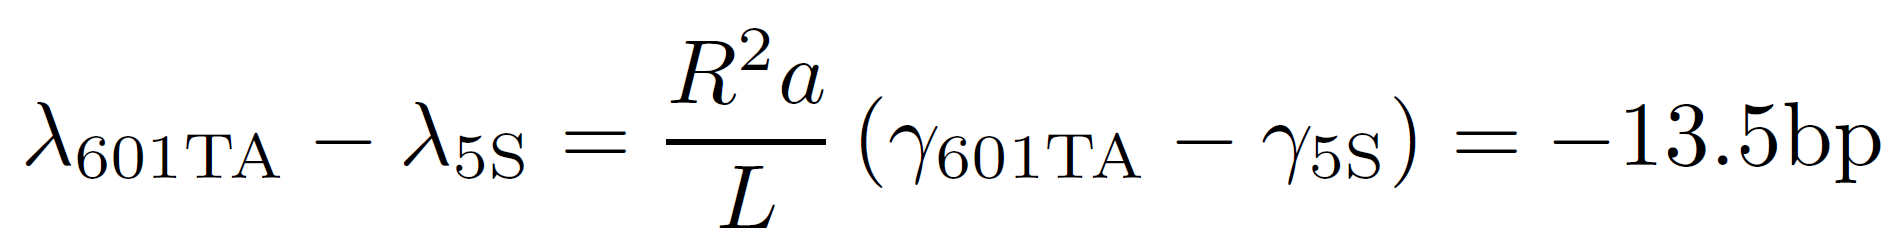 λ_{601TA} − λ_{5S} = \frac{R^2 a}{L} (γ_{601TA} − γ_{5S}) = −13.5bp